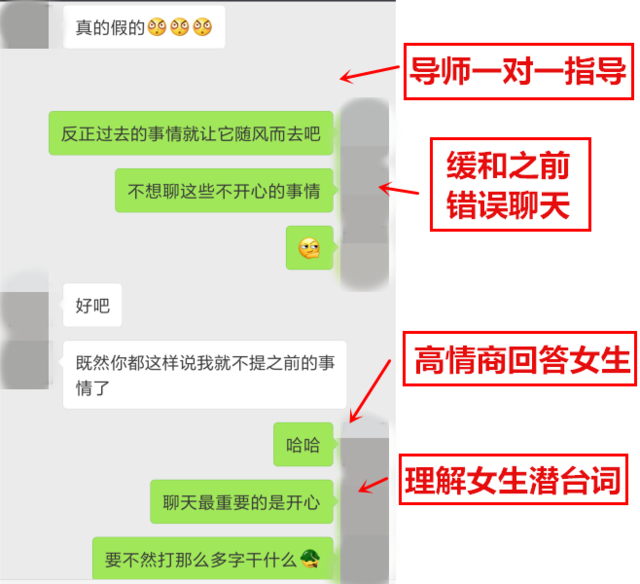 真的假的
导师一对一指导
反正过去的事情就让它随风而去吧
缓和之前
错误聊天
不想聊这些不开心的事情
好吧
既然你都这样说我就不提之前的事
情了
高情商回答女生
哈哈
理解女生潜台词
聊天最重要的是开心
要不然打那么多字干什么